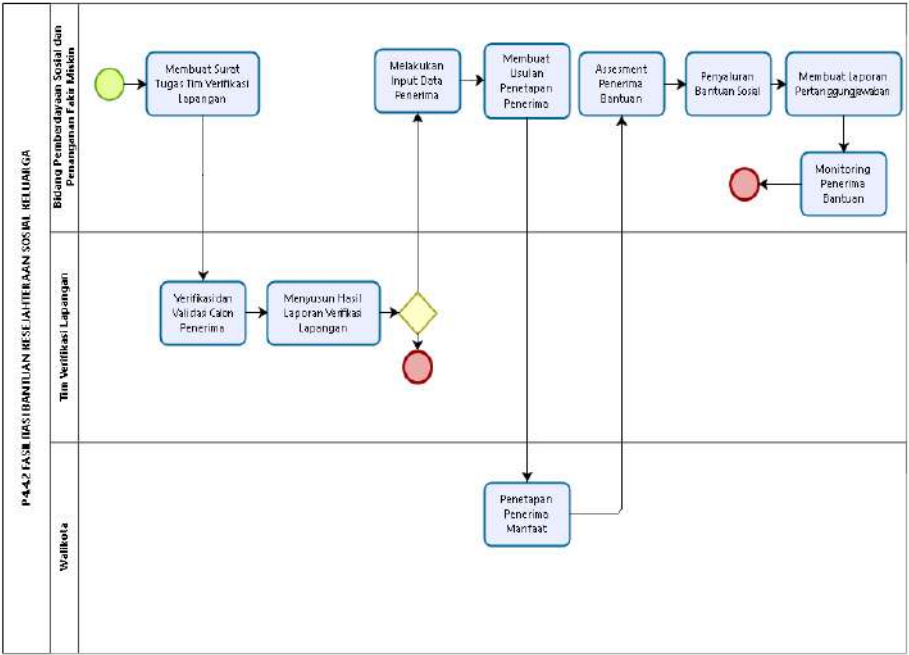 P4.4.2 FASILITASI BANTUAN KESEJAHTERAAN SOSIAL KELUARGA
Bidang Pemberdayaan Sosial dan
Penanganan Fakir Miskin
Membuat Surat
Tugas Tim Verifikasi
Lapangan
Melakukan
Input Data
Penerima
Membuat
Usulan
Penetapan
Penerima
Assesment
Penerima
Bantuan
Penyaluran
Bantuan Sosial
Membuat Laporan
Pertanggungjawaban
Monitoring
Penerima
Bantuan
Tim Verifikasi Lapangan
Verifikasi dan
Validasi Calon
Penerima
Menyusun Hasil
Laporan Verifikasi
Lapangan
Walikota
Penetapan
Penerima
Manfaat